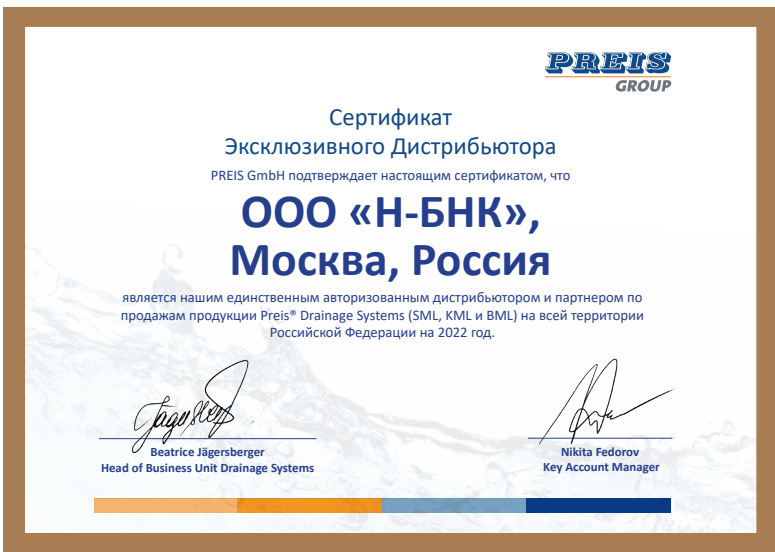 PREIS
GROUP
Сертификат
Эксклюзивного Дистрибьютора
PREIS GmbH подтверждает настоящим сертификатом, что
ООО «Н-БНК»,
Москва, Россия
является нашим единственным авторизованным дистрибьютором и партнером по
продажам продукции Preis® Drainage Systems (SML, KML и BML) на всей территории
Российской Федерации на 2022 год.
Beatrice Jägersberger
Head of Business Unit Drainage Systems
Nikita Fedorov
Key Account Manager